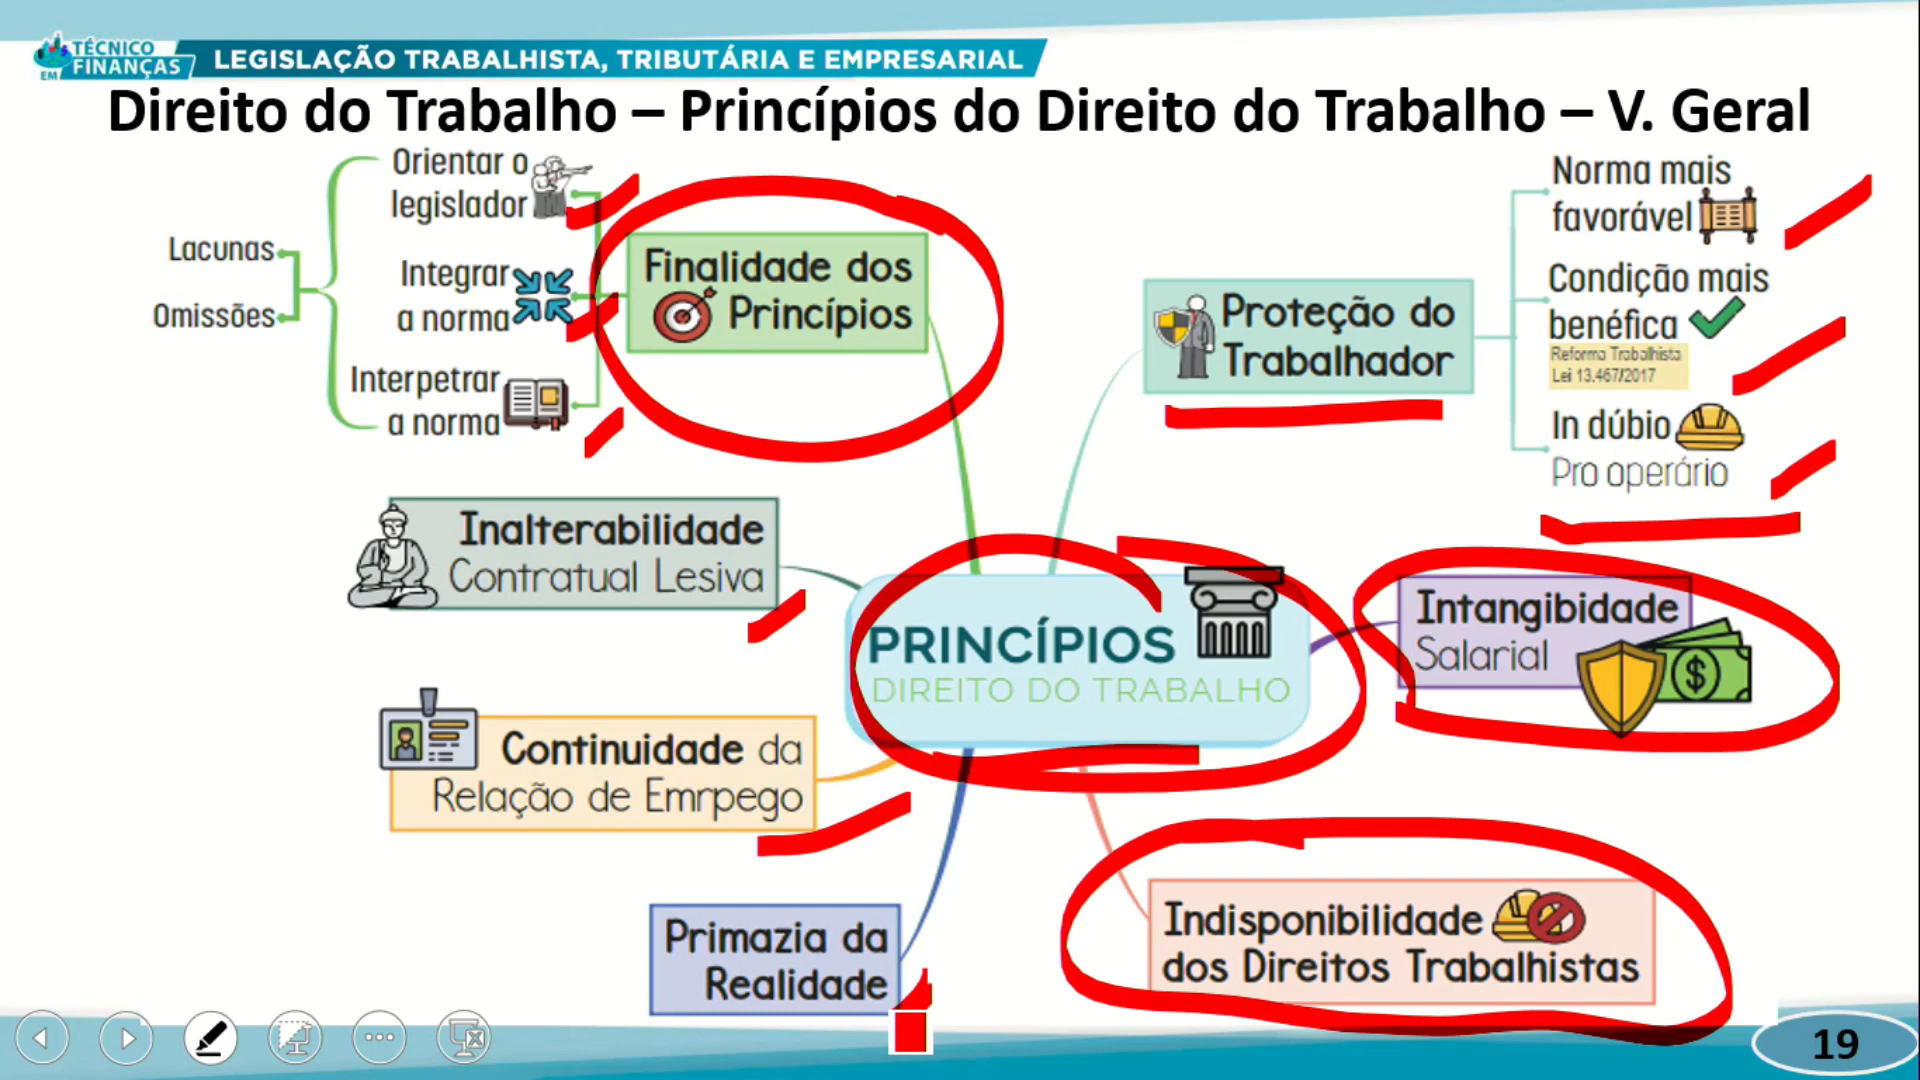 TÉCNICO
EM FINANÇAS
LEGISLAÇÃO TRABALHISTA, TRIBUTÁRIA E EMPRESARIAL
Direito do Trabalho – Princípios do Direito do Trabalho – V. Geral
Orientar o
legislador
Lacunas
Omissões
Integrar
a norma
Interpetrar
a norma
Finalidade dos
Princípios
Proteção do
Trabalhador
Norma mais
favorável
Condição mais
benéfica
Reforma Trabalhista
Lei 13.467/2017
In dúbio
Pro operário
Inalterabilidade
Contratual Lesiva
PRINCÍPIOS
DIREITO DO TRABALHO
Intangibidade
Salarial
$
Continuidade da
Relação de Emrpego
Primazia da
Realidade
Indisponibilidade
dos Direitos Trabalhistas
19